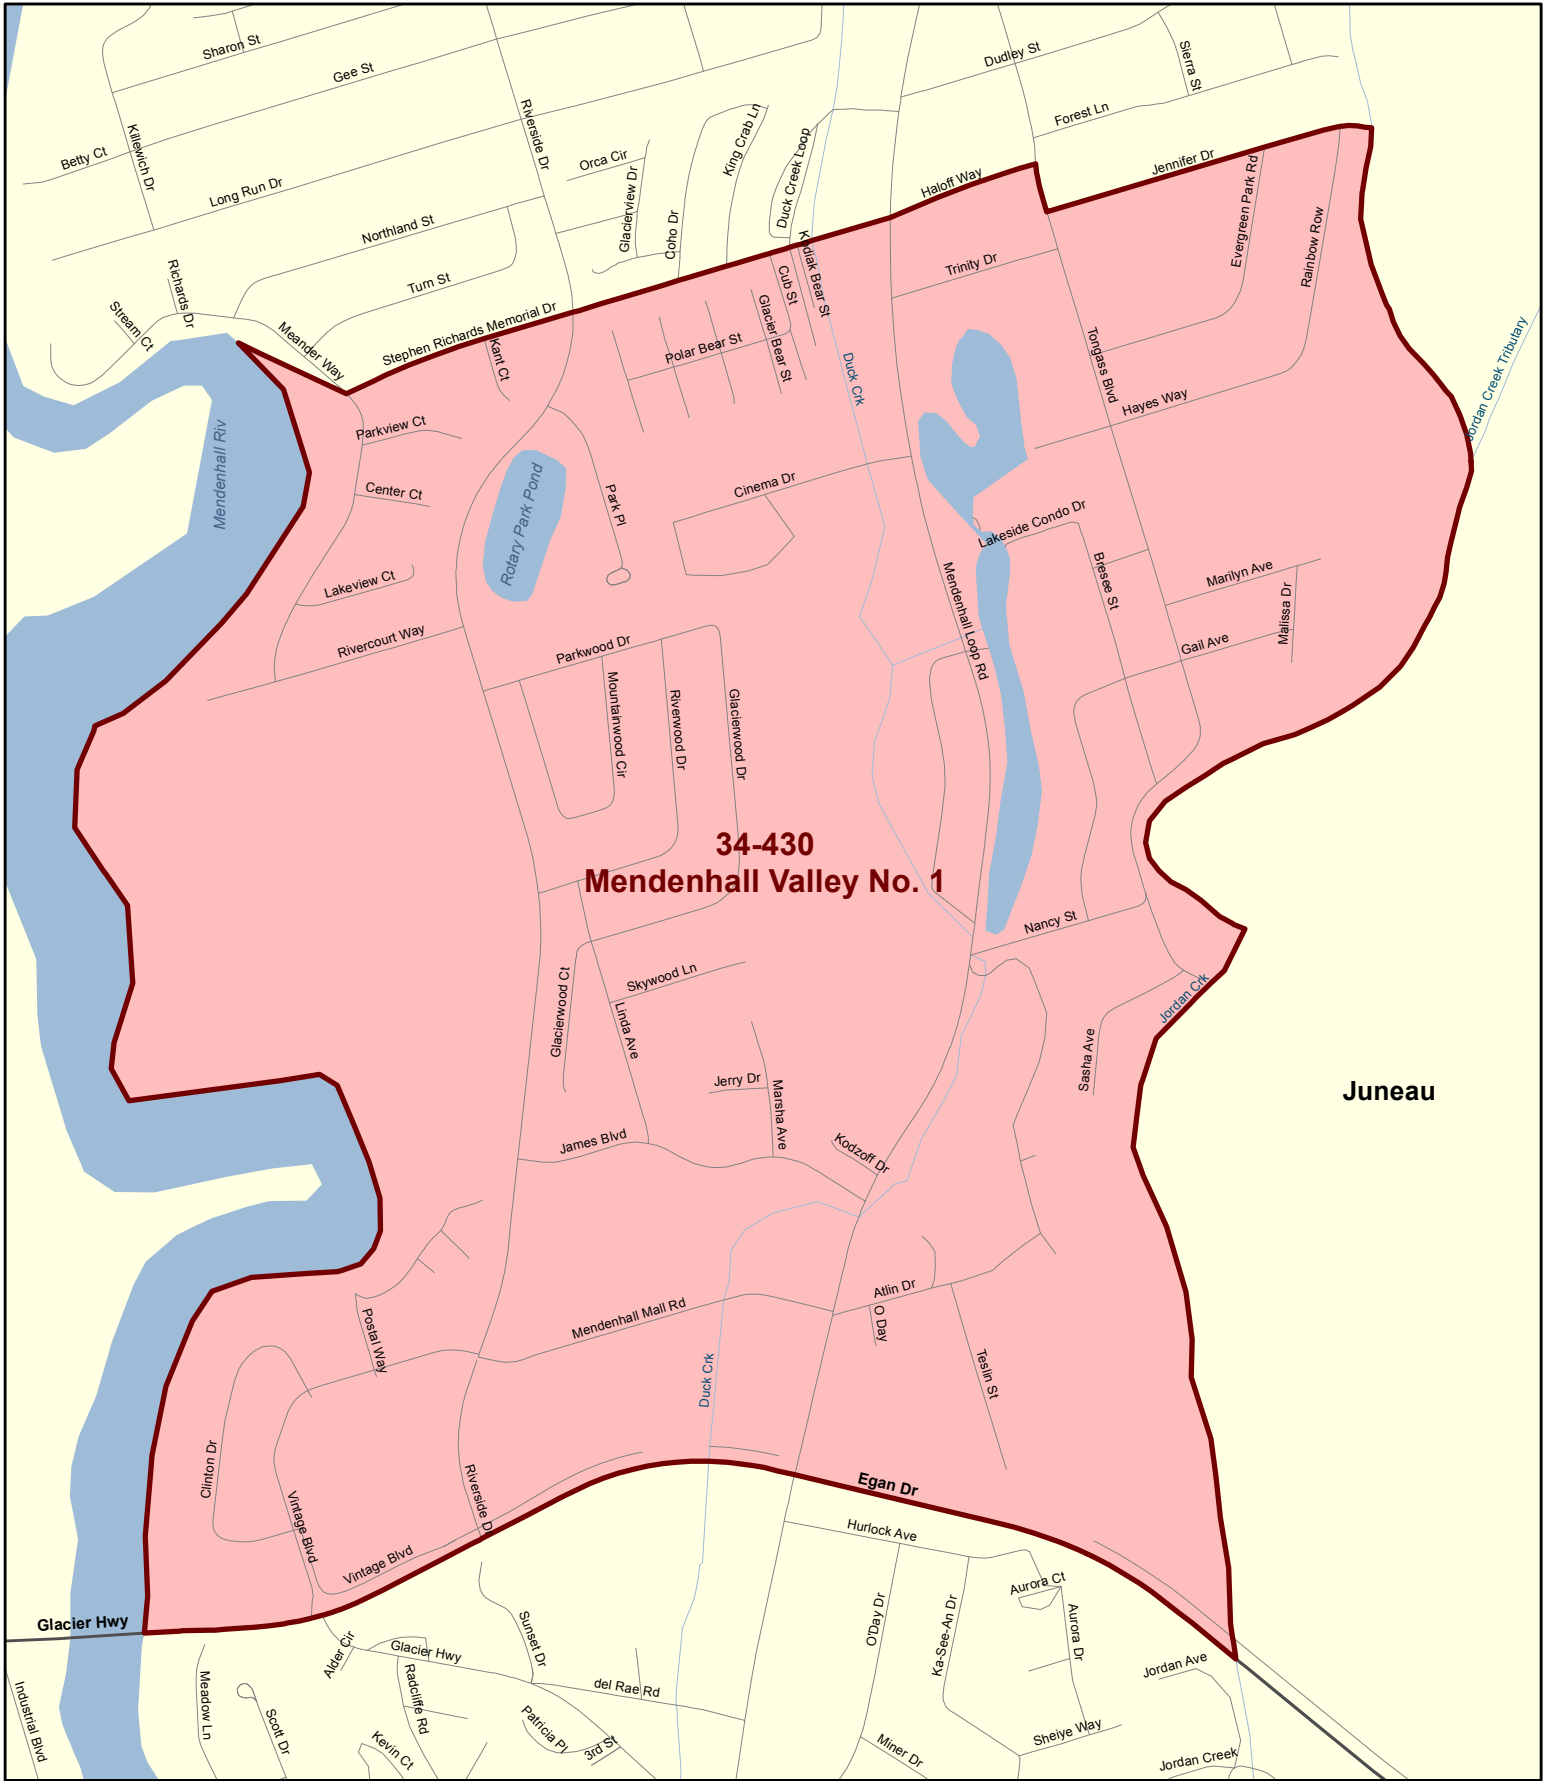 Sharon St
Gee St
Dudley St
Sierra St
Killewich Dr
Riverside Dr
Forest Ln
Betty Ct
Orca Cir
King Crab Ln
Duck Creek Loop
Jennifer Dr
Long Run Dr
Glacierview Dr
Haloff Way
Evergreen Park Rd
Northland St
Coho Dr
Kodiak Bear St
Rainbow Row
Richards Dr
Turn St
Cub St
Trinity Dr
Stream Ct
Meander Way
Stephen Richards Memorial Dr
Glacier Bear St
Kant Ct
Polar Bear St
Duck Crk
Tongass Blvd
Jordan Creek Tributary
Parkview Ct
Hayes Way
Mendenhall Riv
Center Ct
Rotary Park Pond
Park Pl
Cinema Dr
Lakeside Condo Dr
Lakeview Ct
Mendenhall Loop Rd
Bresee St
Marilyn Ave
Malissa Dr
Rivercourt Way
Parkwood Dr
Gail Ave
Mountainwood Cir
Riverwood Dr
Glacierwood Dr
34-430
Mendenhall Valley No. 1
Nancy St
Skywood Ln
Glacierwood Ct
Linda Ave
Jordan Crk
Sasha Ave
Jerry Dr
Marsha Ave
Juneau
James Blvd
Kodzoff Dr
Atlin Dr
O Day
Postal Way
Mendenhall Mall Rd
Duck Crk
Teslin St
Clinton Dr
Vintage Blvd
Riverside D
Egan Dr
Hurlock Ave
Vintage Blvd
Aurora Ct
Glacier Hwy
Sunset Dr
O'Day Dr
Ka-See-An Dr
Aurora Dr
Alder Cir
Glacier Hwy
Jordan Ave
Industrial Blvd
Meadow Ln
Radcliffe Rd
del Rae Rd
Scott Dr
Patricia Pl
Kevin Ct
3rd St
Miner Dr
Sheiye Way
Jordan Creek